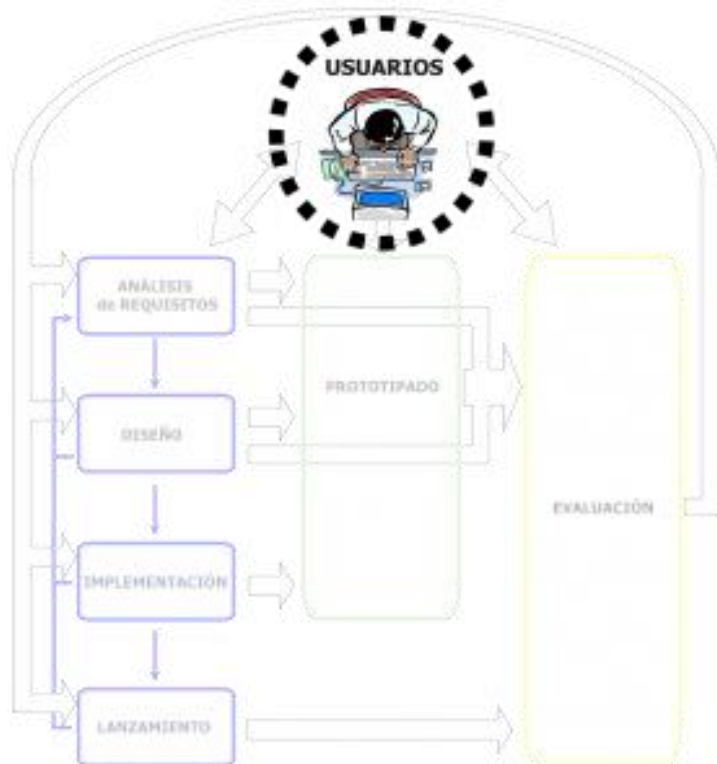 USUARIOS
ANÁLISIS
de REQUISITOS
PROTOTIPADO
DISEÑO
EVALUACIÓN
IMPLEMENTACIÓN
LANZAMIENTO